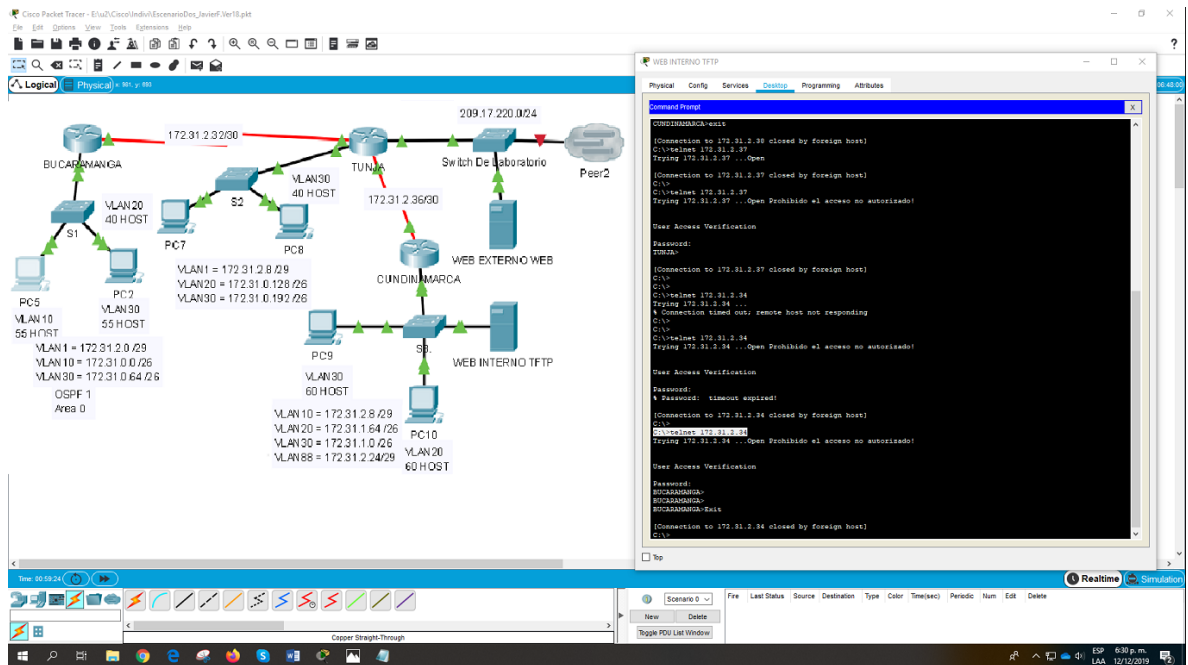 Cisco Packet Tracer - E:\u2\Cisco\Indivi\EscenarioDos_JavierF.Ver18.pkt
File Edit Options View Tools Extensions Help
Logical Physical x: 981, y: 893
06:48:00
BUCARAMANGA
172.31.2.32/30
TUNJA
209.17.220.0/24
Switch De Laboratorio
Peer2
S1
VLAN20
40 HOST
S2
VLAN30
40 HOST
172.31.2.36/30
PC7
PC8
WEB EXTERNO WEB
VLAN1 = 172.31.2.8 /29
VLAN20 = 172.31.0.128 /26
VLAN30 = 172.31.0.192 /26
CUNDINAMARCA
PC5
VLAN 10
55 HOST
PC2
VLAN30
55 HOST
VLAN 1 = 172.31.2.0 /29
VLAN 10 = 172.31.0.0 /26
VLAN 30 = 172.31.0.64 /26
OSPF 1
Area 0
PC9
S3.
WEB INTERNO TFTP
VLAN30
60 HOST
VLAN 10 = 172.31.2.8 /29
VLAN 20 = 172.31.1.64 /26
VLAN 30 = 172.31.1.0 /26
VLAN 88 = 172.31.2.24/29
PC10
VLAN20
60 HOST
WEB INTERNO TFTP
Physical Config Services Desktop Programming Attributes
Command Prompt X
CUNDINAMARCA>exit
[Connection to 172.31.2.38 closed by foreign host]
C:\>telnet 172.31.2.37
Trying 172.31.2.37 ...Open
[Connection to 172.31.2.37 closed by foreign host]
C:\>
C:\>telnet 172.31.2.37
Trying 172.31.2.37 ...Open Prohibido el acceso no autorizado!
User Access Verification
Password:
TUNJA>
[Connection to 172.31.2.37 closed by foreign host]
C:\>
C:\>
C:\>telnet 172.31.2.34
Trying 172.31.2.34 ...
% Connection timed out; remote host not responding
C:\>
C:\>
C:\>telnet 172.31.2.34
Trying 172.31.2.34 ...Open Prohibido el acceso no autorizado!
User Access Verification
Password:
% Password: timeout expired!
[Connection to 172.31.2.34 closed by foreign host]
C:\>
C:\>telnet 172.31.2.34
Trying 172.31.2.34 ...Open Prohibido el acceso no autorizado!
User Access Verification
Password:
BUCARAMANGA>
BUCARAMANGA>
BUCARAMANGA>Exit
[Connection to 172.31.2.34 closed by foreign host]
C:\>
Top
Time: 00:59:24
Realtime Simulation
Scenario 0
New Delete
Toggle PDU List Window
Fire Last Status Source Destination Type Color Time(sec) Periodic Num Edit Delete
Copper Straight-Through
ESP
LAA
6:30 p. m.
12/12/2019